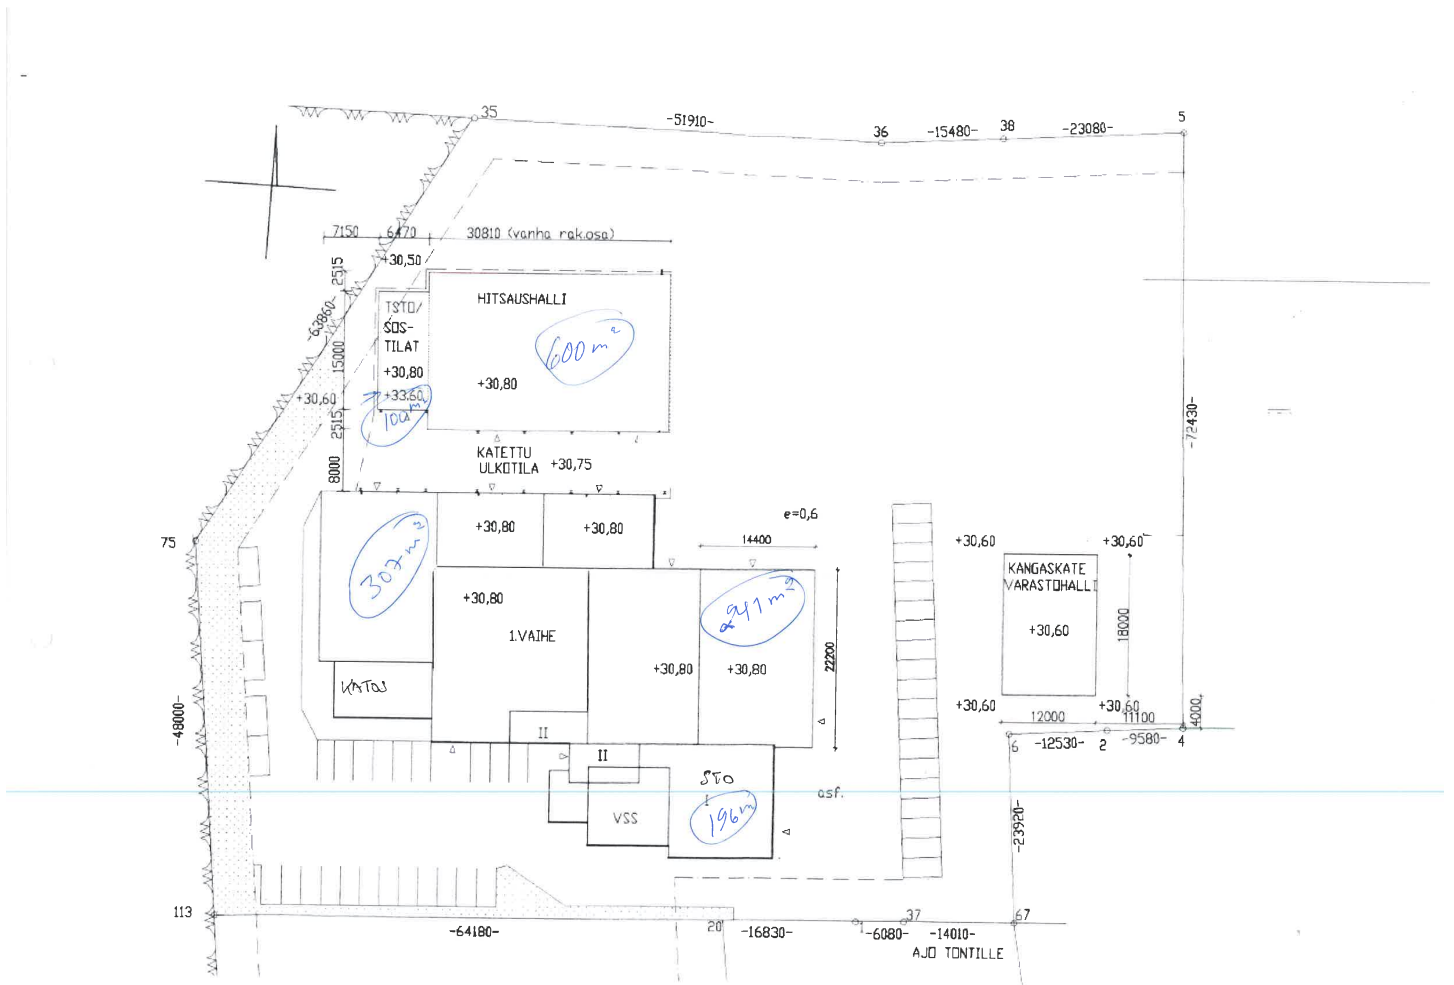 35
-51910-
36
-15480-
38
-23080-
5
7150
6470
30810 (vanha rak.osa)
+30,50
2515
-63860-
TSTO/
SOS-
TILAT
+30,80
+33,60
HITSAUSHALLI
600 m²
+30,80
15000
+30,60
100 m²
2515
-72430-
KATETTU
ULKOTILA
+30,75
8000
+30,80
+30,80
e=0,6
14400
75
307 m²
+30,60
+30,60
KANGASKATE
VARASTOHALLI
+30,80
241 m²
18000
1.VAIHE
+30,60
22200
+30,80
+30,80
KATOS
-48000-
+30,60
+30,60
4000
12000
11100
II
6
-12530-
2
-9580-
4
II
STO
I
asf.
196 m²
VSS
-23920-
113
20
37
67
-64180-
-16830-
-6080-
-14010-
AJO TONTILLE